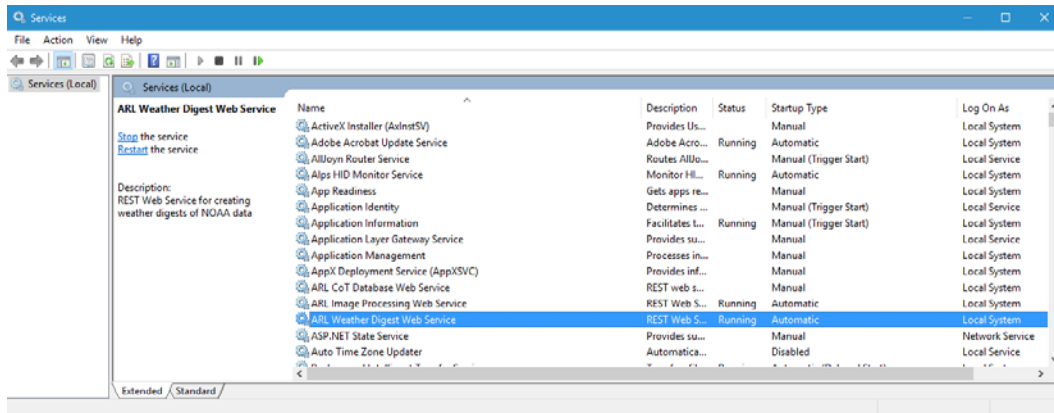 Services
File Action View Help
Services (Local)
Services (Local)
ARL Weather Digest Web Service
Stop the service
Restart the service
Description:
REST Web Service for creating
weather digests of NOAA data
Name Description Status Startup Type Log On As
ActiveX Installer (AxInstSV) Provides Us... Manual Local System
Adobe Acrobat Update Service Adobe Acro... Running Automatic Local System
AllJoyn Router Service Routes AllJo... Manual (Trigger Start) Local Service
Alps HID Monitor Service Monitor HI... Running Automatic Local System
App Readiness Gets apps re... Manual Local System
Application Identity Determines ... Manual (Trigger Start) Local Service
Application Information Facilitates t... Running Manual (Trigger Start) Local System
Application Layer Gateway Service Provides su... Manual Local Service
Application Management Processes in... Manual Local System
AppX Deployment Service (AppXSVC) Provides inf... Manual Local System
ARL CoT Database Web Service REST web s... Manual Local System
ARL Image Processing Web Service REST Web S... Running Automatic Local System
ARL Weather Digest Web Service REST Web S... Running Automatic Local System
ASP.NET State Service Provides su... Manual Network Service
Auto Time Zone Updater Automatica... Disabled Local Service
Extended Standard